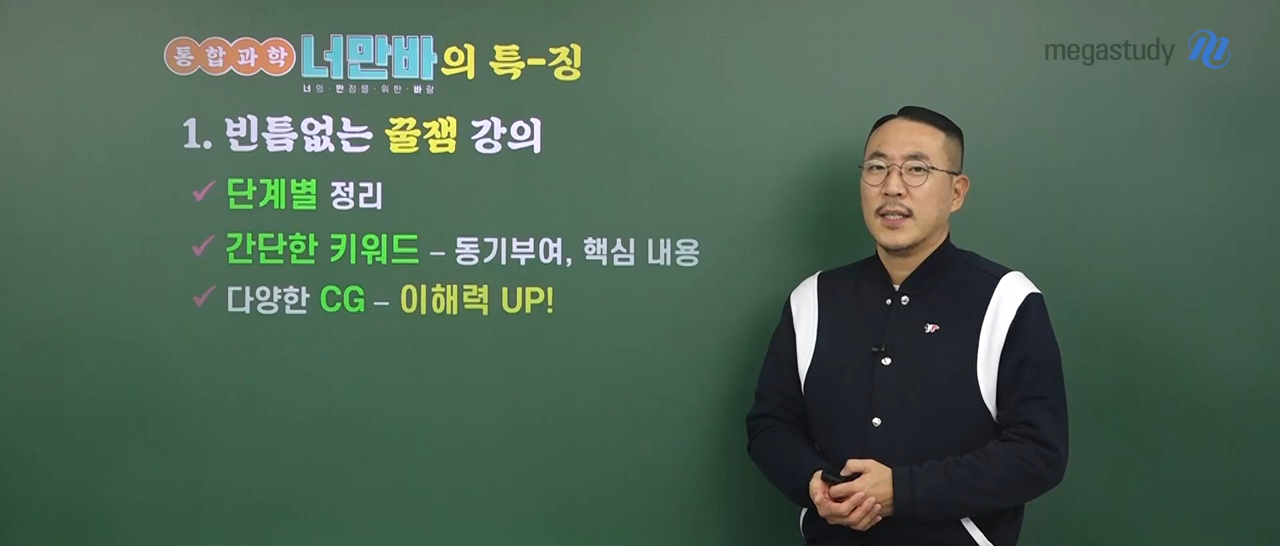 통합과학 너만바의 특-징
너의·만점을·위한·바람
megastudy
1. 빈틈없는 꿀잼 강의
✓ 단계별 정리
✓ 간단한 키워드 – 동기부여, 핵심 내용
✓ 다양한 CG – 이해력 UP!